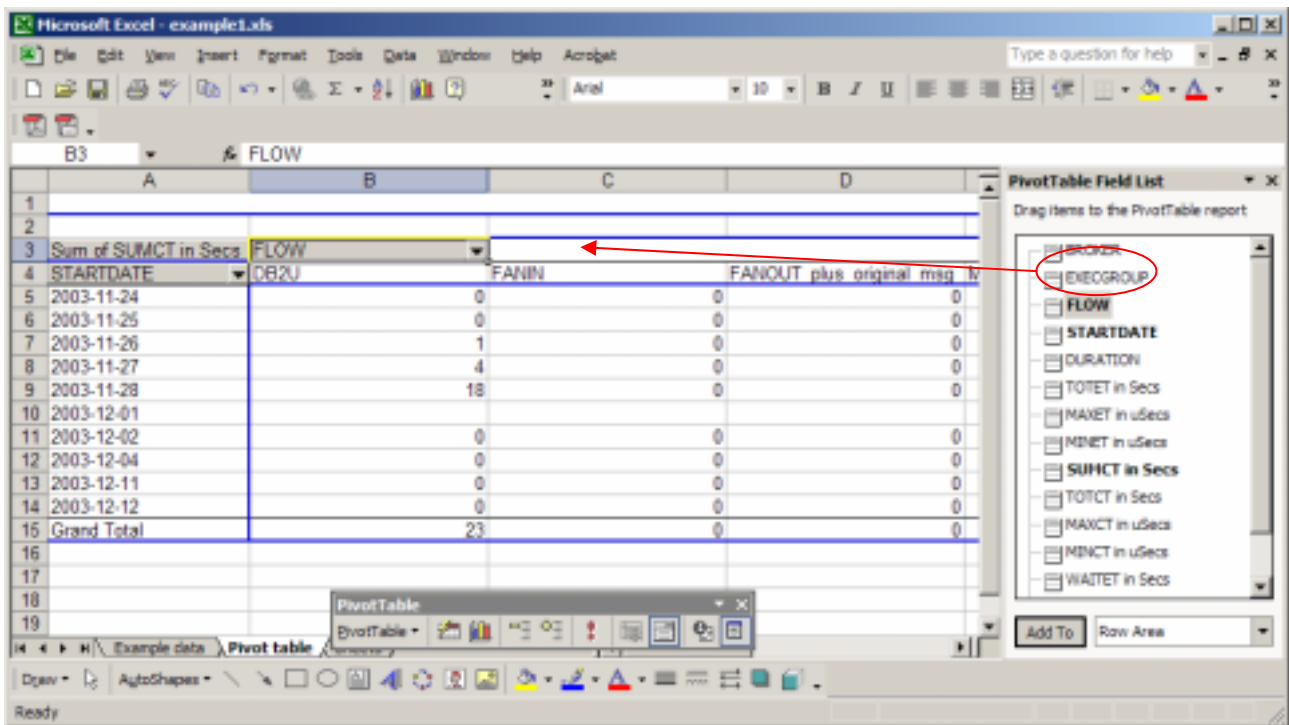 Microsoft Excel - example1.xls
File Edit View Insert Format Tools Data Window Help Acrobat Type a question for help
Arial 10 B I U
B3 fx FLOW
A B C D
1
2
3 Sum of SUMCT in Secs FLOW
4 STARTDATE DB2U FANIN FANOUT_plus_original_msg M
5 2003-11-24 0 0 0
6 2003-11-25 0 0 0
7 2003-11-26 1 0 0
8 2003-11-27 4 0 0
9 2003-11-28 18 0 0
10 2003-12-01
11 2003-12-02 0 0 0
12 2003-12-04 0 0 0
13 2003-12-11 0 0 0
14 2003-12-12 0 0 0
15 Grand Total 23 0 0
16
17
18
19
PivotTable Field List
Drag items to the PivotTable report
BROKER
EXECGROUP
FLOW
STARTDATE
DURATION
TOTET in Secs
MAXET in uSecs
MINET in uSecs
SUMCT in Secs
TOTCT in Secs
MAXCT in uSecs
MINCT in uSecs
WAITET in Secs
Add To Row Area
PivotTable
PivotTable
Example data Pivot table
Draw AutoShapes
Ready